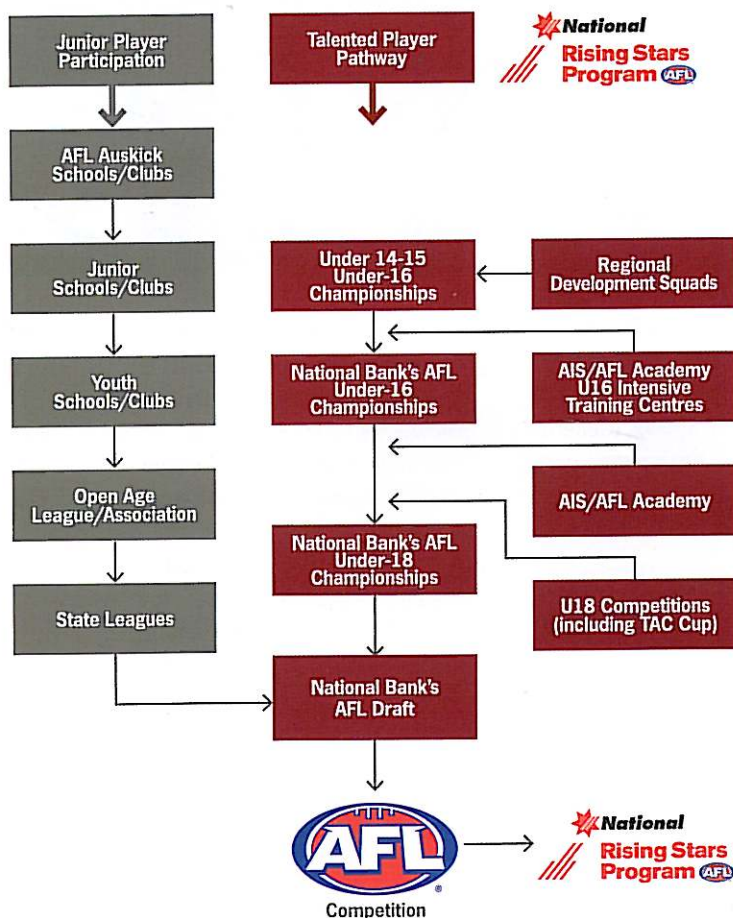 Junior Player
Participation
Talented Player
Pathway
National
Rising Stars
Program AFL
AFL Auskick
Schools/Clubs
Junior
Schools/Clubs
Under 14-15
Under-16
Championships
Regional
Development Squads
Youth
Schools/Clubs
National Bank's AFL
Under-16
Championships
AIS/AFL Academy
U16 Intensive
Training Centres
Open Age
League/Association
AIS/AFL Academy
National Bank's AFL
Under-18
Championships
State Leagues
U18 Competitions
(including TAC Cup)
National Bank's
AFL Draft
AFL
®
Competition
National
Rising Stars
Program AFL